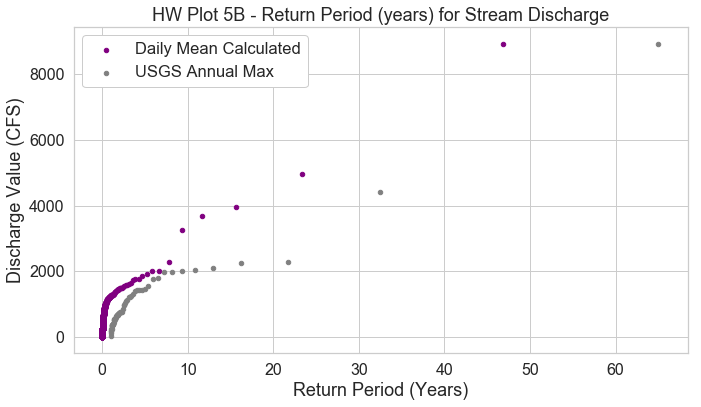 HW Plot 5B - Return Period (years) for Stream Discharge
Daily Mean Calculated
USGS Annual Max
Discharge Value (CFS)
8000
6000
4000
2000
0
0 10 20 30 40 50 60
Return Period (Years)